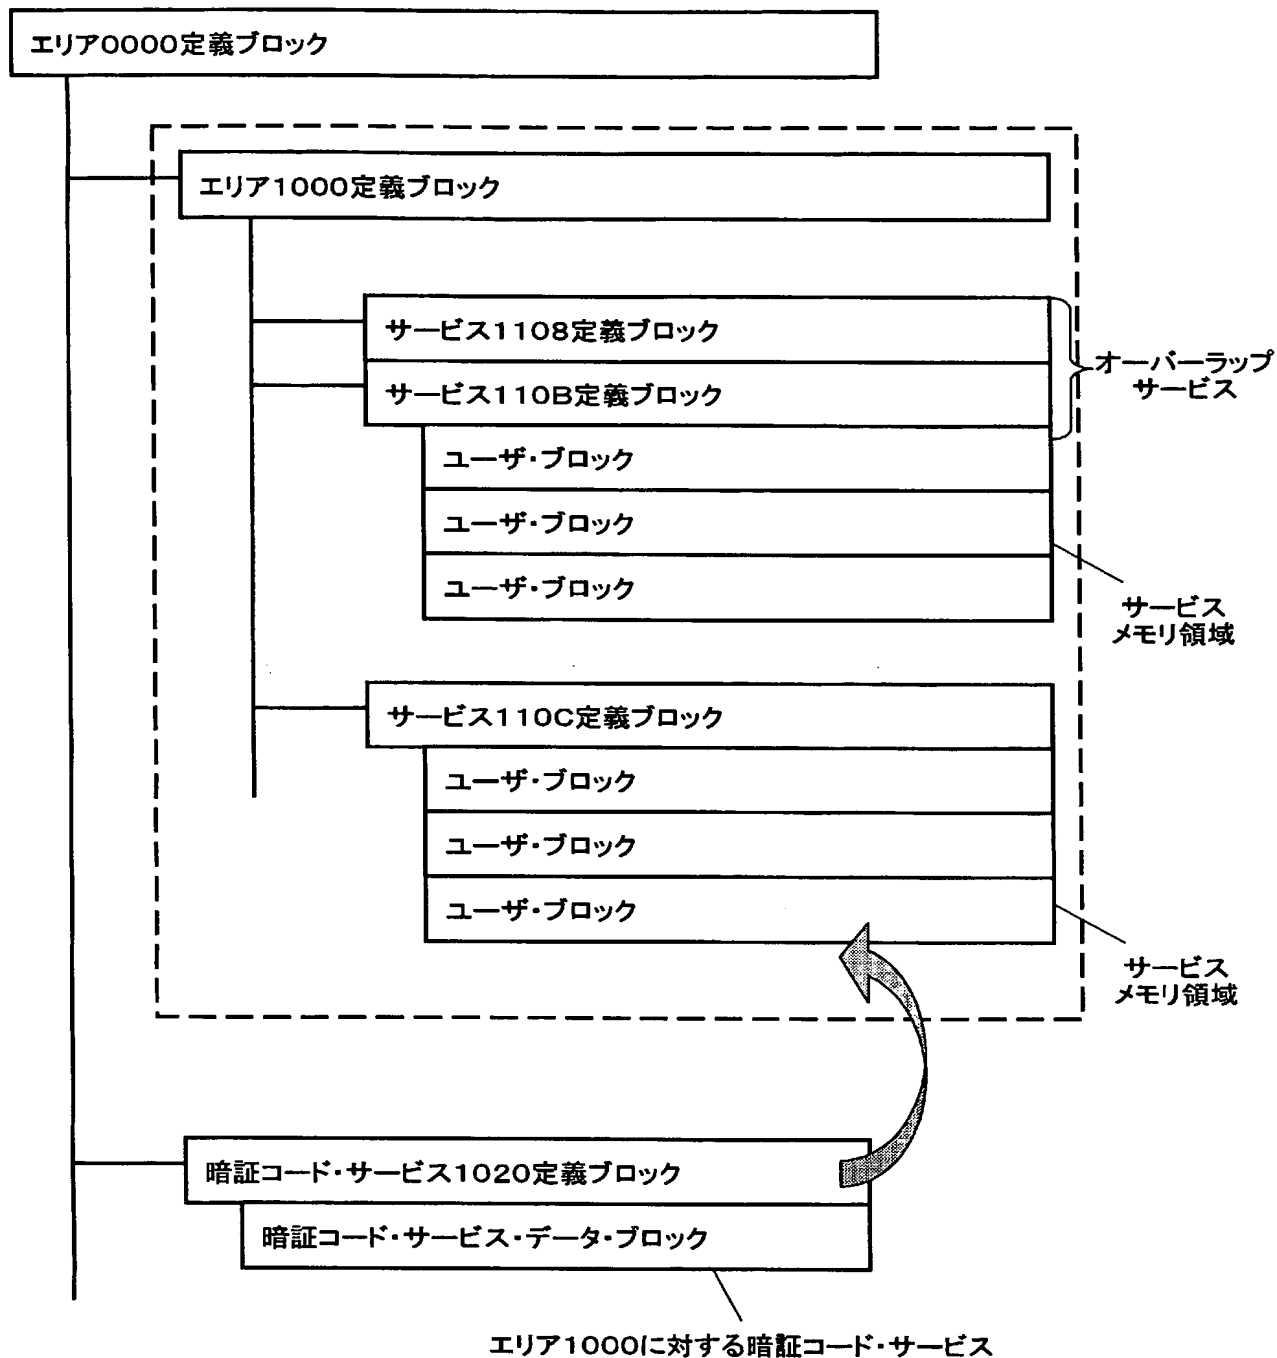 エリア0000定義ブロック
エリア1000定義ブロック
サービス1108定義ブロック
サービス110B定義ブロック
オーバーラップ
サービス
ユーザ・ブロック
ユーザ・ブロック
ユーザ・ブロック
サービス
メモリ領域
サービス110C定義ブロック
ユーザ・ブロック
ユーザ・ブロック
ユーザ・ブロック
サービス
メモリ領域
暗証コード・サービス1020定義ブロック
暗証コード・サービス・データ・ブロック
エリア1000に対する暗証コード・サービス